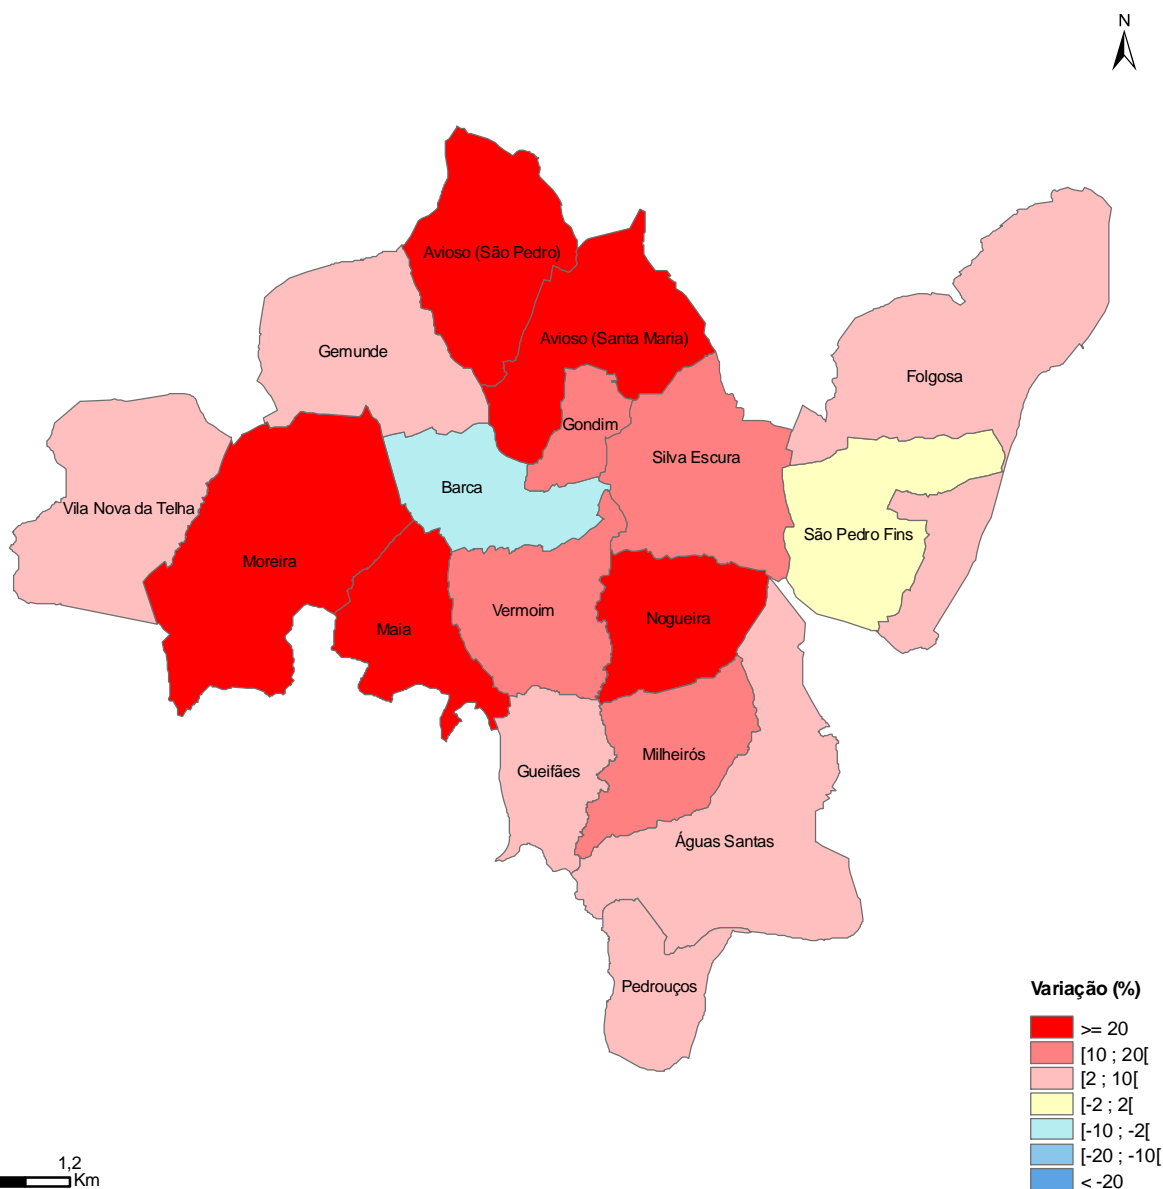 N
Avioso (São Pedro)
Avioso (Santa Maria)
Gemunde
Folgosa
Gondim
Silva Escura
Barca
Vila Nova da Telha
São Pedro Fins
Moreira
Vermoim
Nogueira
Maia
Milheirós
Gueifães
Águas Santas
Pedrouços
Variação (%)
>= 20
[10 ; 20[
[2 ; 10[
[-2 ; 2[
[-10 ; -2[
[-20 ; -10[
< -20
1,2
Km